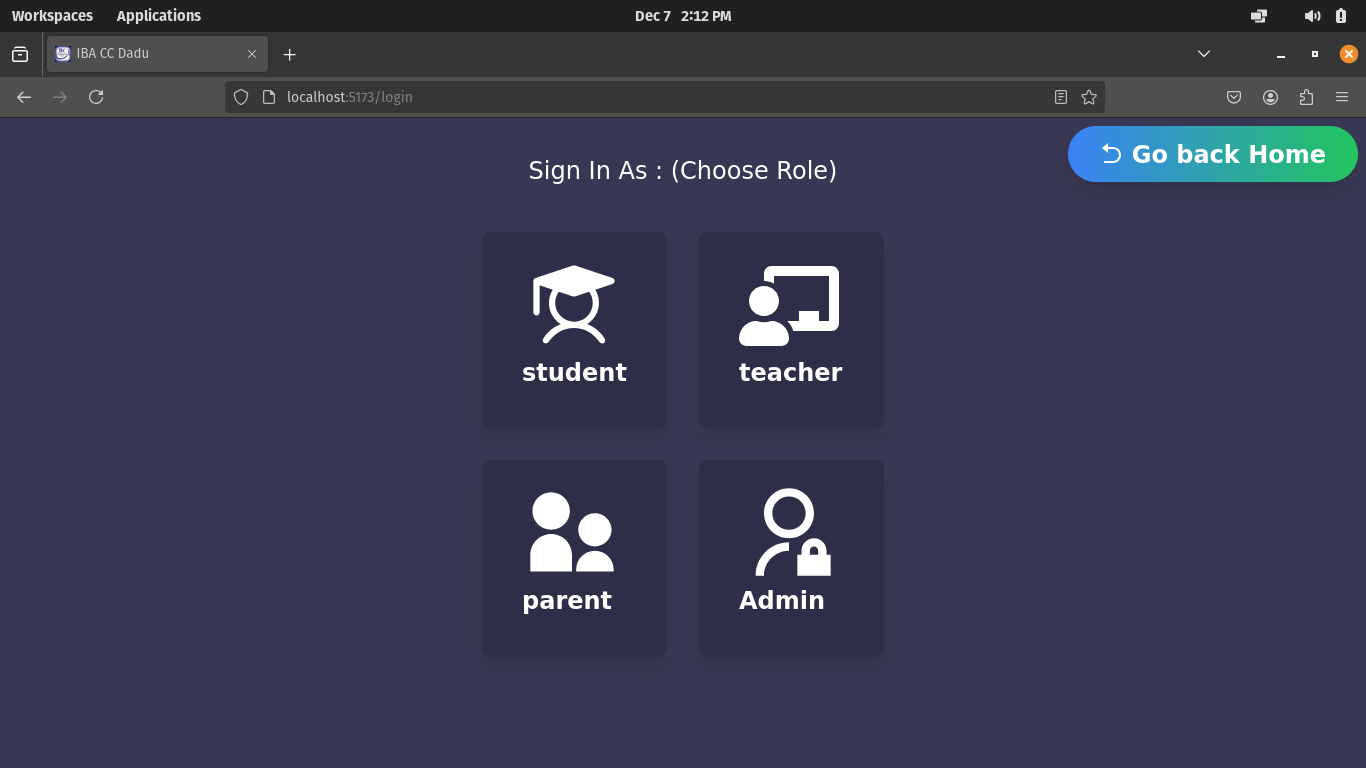 Workspaces Applications Dec 7 2:12 PM
IBA CC Dadu
localhost:5173/login
Go back Home
Sign In As : (Choose Role)
student teacher
parent Admin